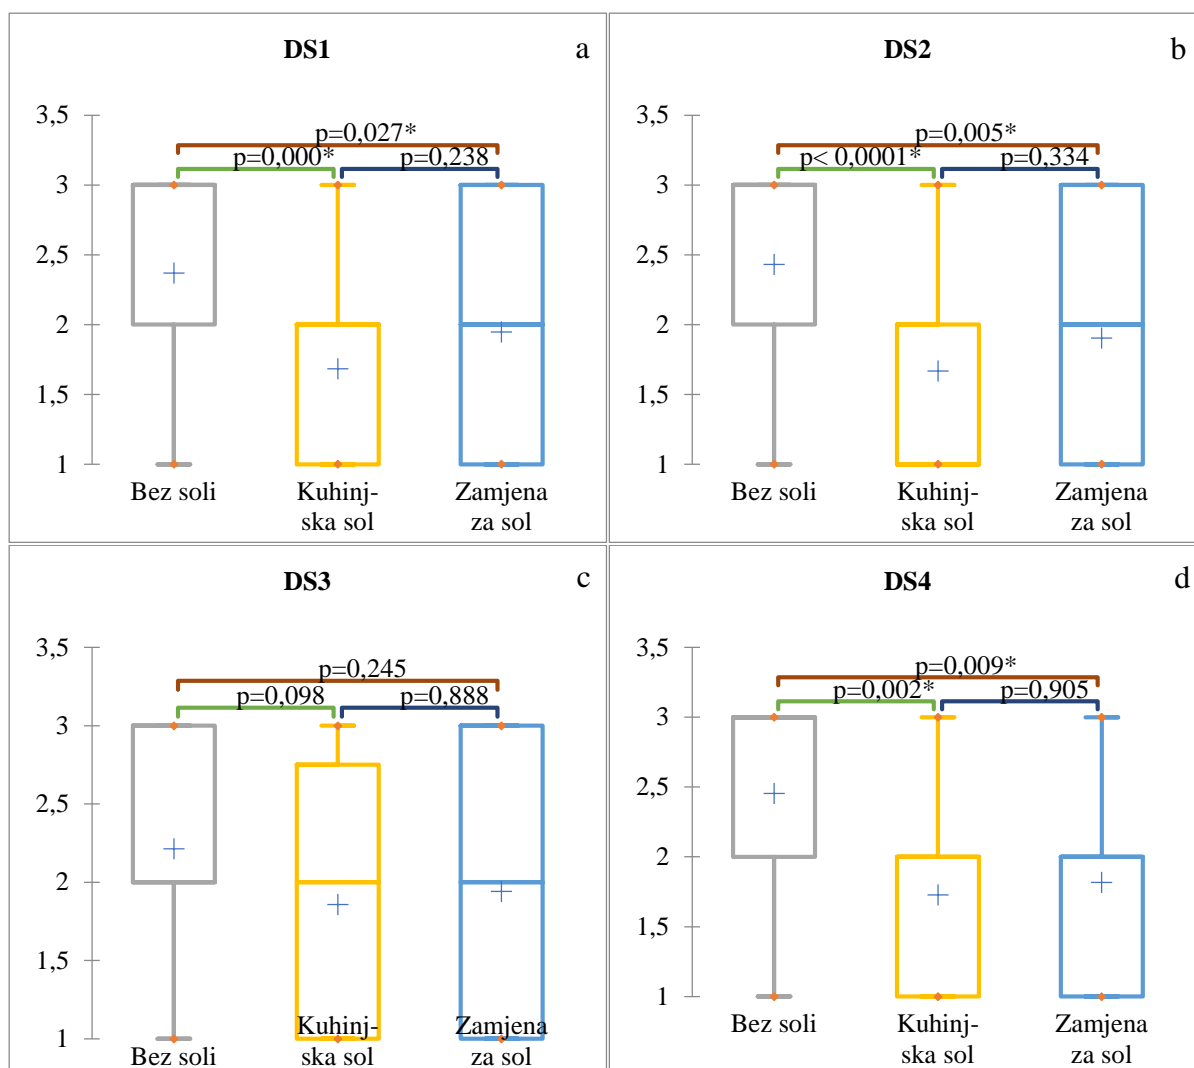 DS1
a
3,5
3
2,5
2
1,5
1
p=0,027*
p=0,000*
p=0,238
Bez soli
Kuhinj-
ska sol
Zamjena
za sol
DS2
b
3,5
3
2,5
2
1,5
1
p=0,005*
p< 0,0001*
p=0,334
Bez soli
Kuhinj-
ska sol
Zamjena
za sol
DS3
c
3,5
3
2,5
2
1,5
1
p=0,245
p=0,098
p=0,888
Bez soli
Kuhinj-
ska sol
Zamjena
za sol
DS4
d
3,5
3
2,5
2
1,5
1
p=0,009*
p=0,002*
p=0,905
Bez soli
Kuhinj-
ska sol
Zamjena
za sol